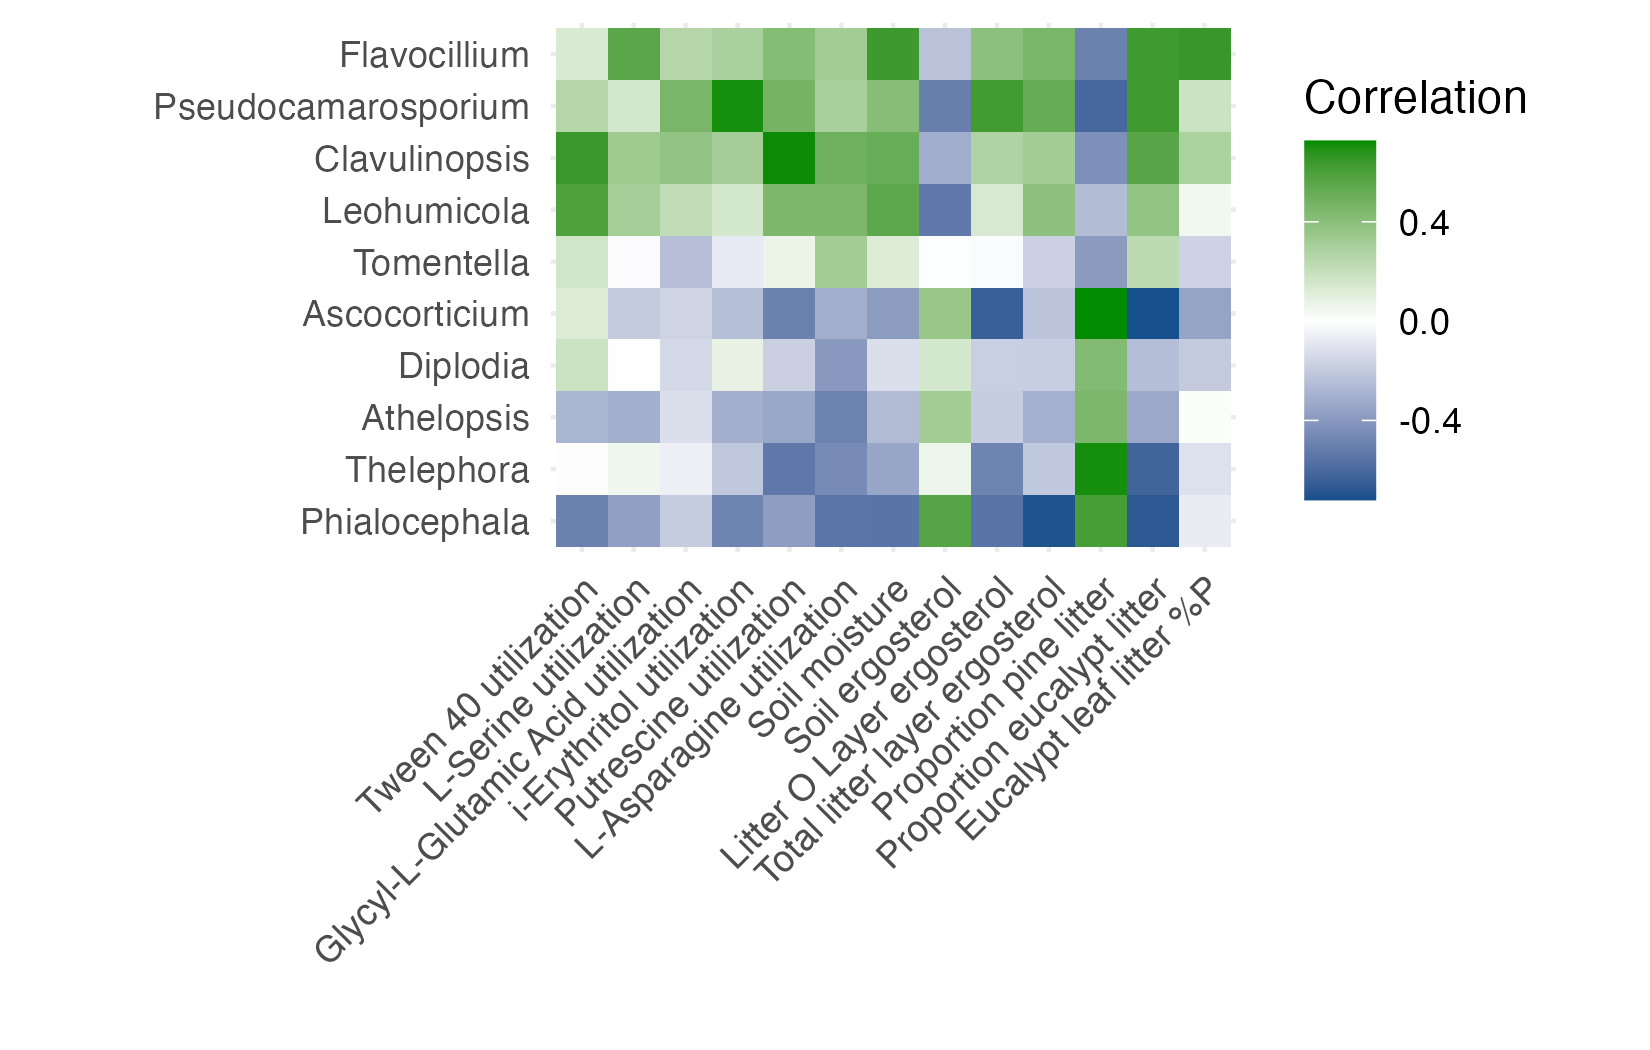 Flavocillium
Pseudocamarosporium
Clavulinopsis
Leohumicola
Tomentella
Ascocorticium
Diplodia
Athelopsis
Thelephora
Phialocephala
Tween 40 utilization
L-Serine utilization
Glycyl-L-Glutamic Acid utilization
i-Erythritol utilization
Putrescine utilization
L-Asparagine utilization
Soil moisture
Soil ergosterol
Litter O Layer ergosterol
Total litter layer ergosterol
Proportion pine litter
Proportion eucalypt litter
Eucalypt leaf litter %P
Correlation
0.4
0.0
-0.4